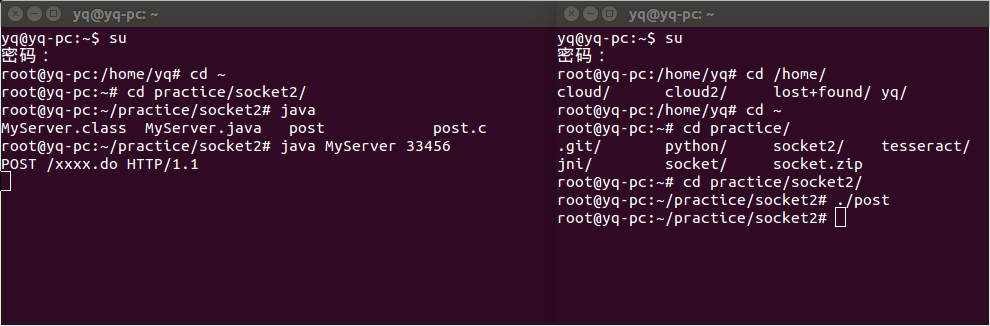 yq@yq-pc: ~
yq@yq-pc:~$ su
密码：
root@yq-pc:/home/yq# cd ~
root@yq-pc:~# cd practice/socket2/
root@yq-pc:~/practice/socket2# java
MyServer.class  MyServer.java   post            post.c
root@yq-pc:~/practice/socket2# java MyServer 33456
POST /xxxx.do HTTP/1.1
yq@yq-pc: ~
yq@yq-pc:~$ su
密码：
root@yq-pc:/home/yq# cd /home/
cloud/      cloud2/     lost+found/ yq/
root@yq-pc:/home/yq# cd ~
root@yq-pc:~# cd practice/
.git/       python/     socket2/    tesseract/
jni/        socket/     socket.zip
root@yq-pc:~# cd practice/socket2/
root@yq-pc:~/practice/socket2# ./post
root@yq-pc:~/practice/socket2#